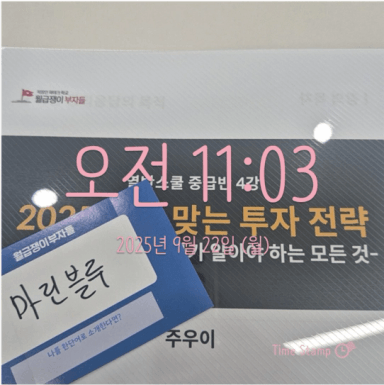 월급쟁이부자들
오전 11:03
열반스쿨 중급반 4강
2025 맞는 투자 전략
2025년 9월 22일 (월)
가 알아야 하는 모든 것-
월급쟁이부자들
마린블루
나를 한단어로 소개한다면?
주우이
Time Stamp